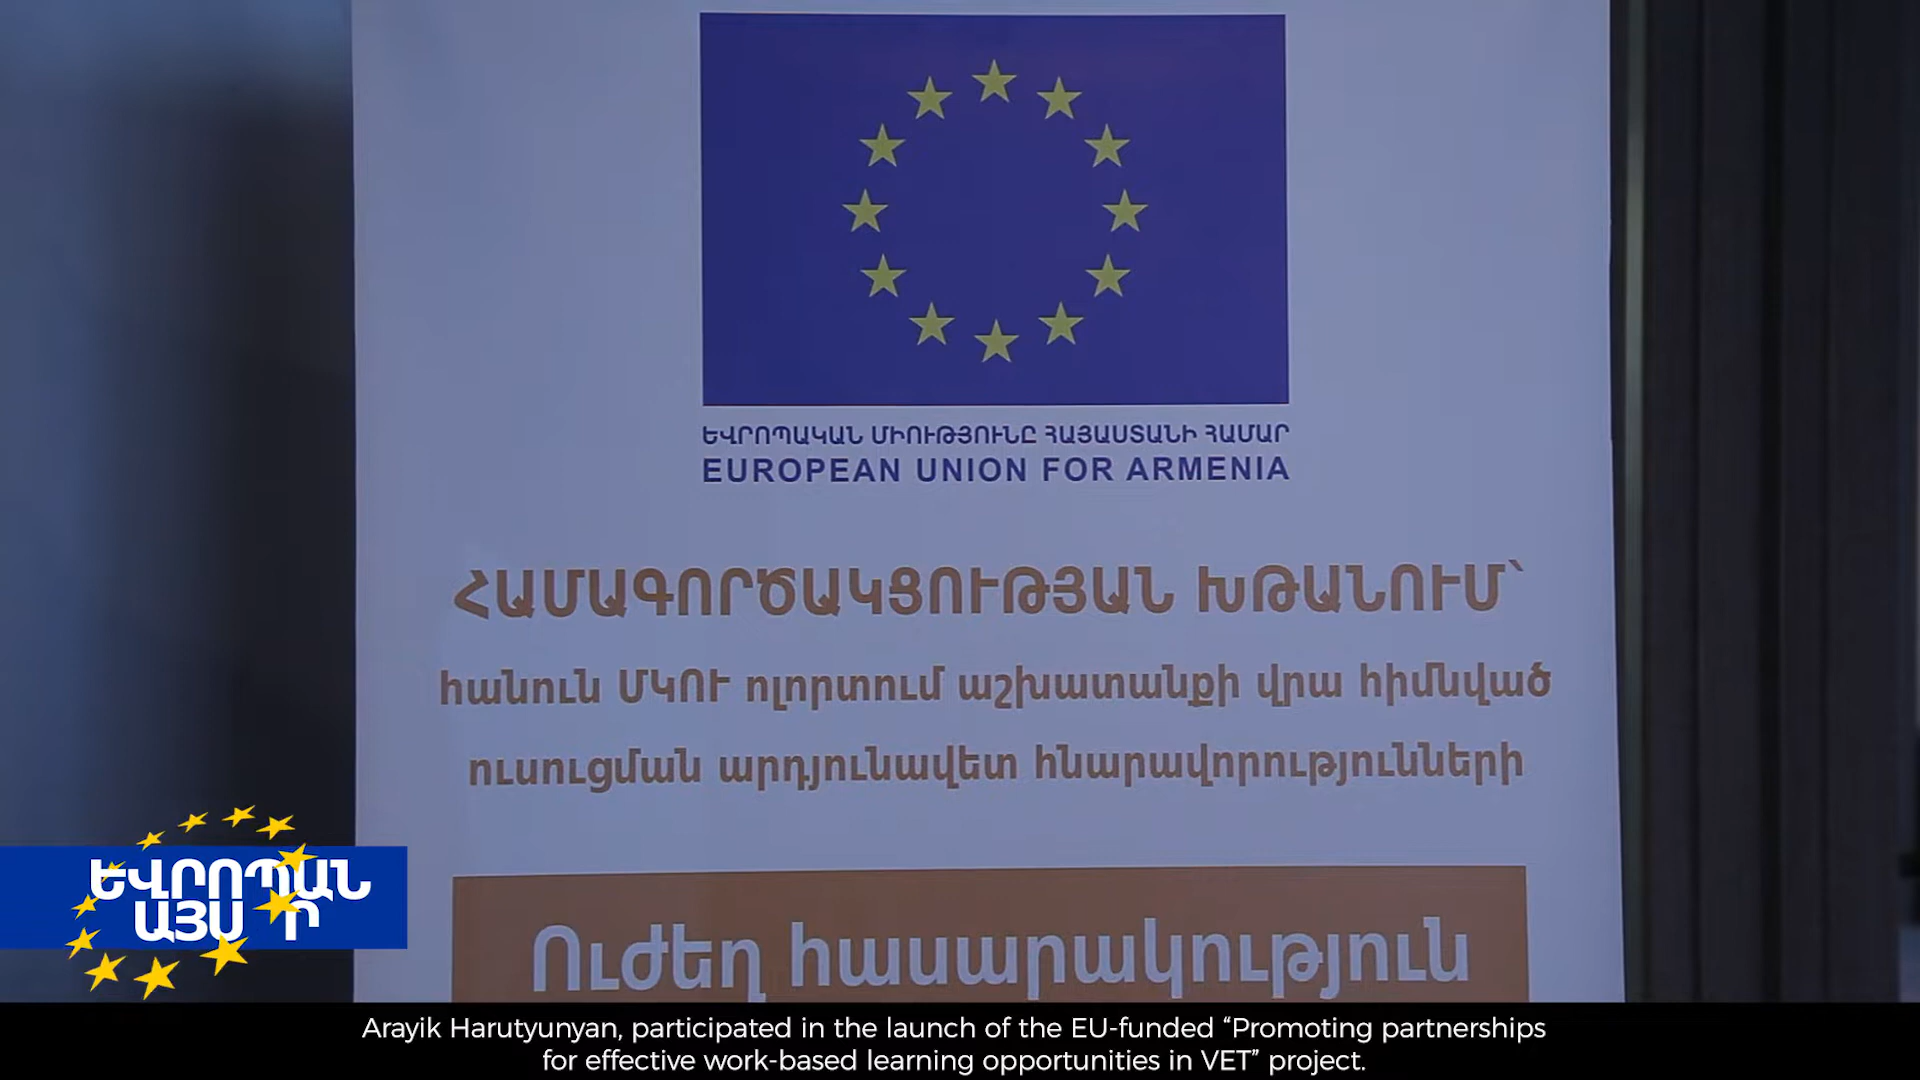 ԵՎՐՈՊԱԿԱՆ ՄԻՈՒԹՅՈՒՆԸ ՀԱՅԱՍՏԱՆԻ ՀԱՄԱՐ
EUROPEAN UNION FOR ARMENIA
ՀԱՄԱԳՈՐԾԱԿՑՈՒԹՅԱՆ ԽԹԱՆՈՒՄ՝
հանուն ՄԿՈՒ ոլորտում աշխատանքի վրա հիմնված
ուսուցման արդյունավետ հնարավորությունների
Ուժեղ հասարակություն
ԵՎՐՈՊԱՆ
Arayik Harutyunyan, participated in the launch of the EU-funded “Promoting partnerships
for effective work-based learning opportunities in VET” project.